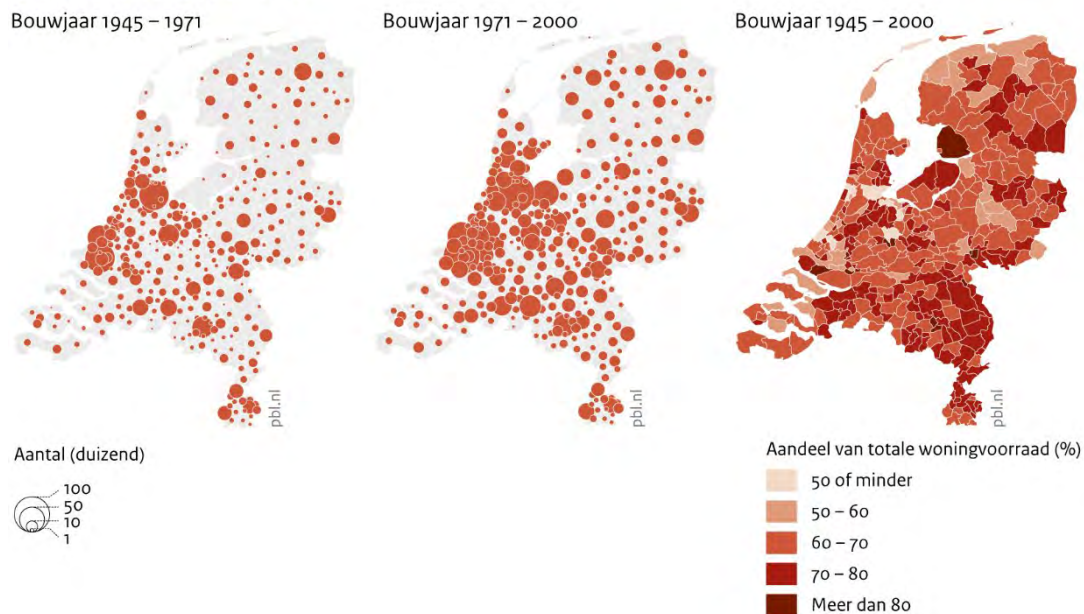 Bouwjaar 1945 – 1971
Bouwjaar 1971 – 2000
Bouwjaar 1945 – 2000
pbl.nl
pbl.nl
pbl.nl
Aantal (duizend)
100
50
10
1
Aandeel van totale woningvoorraad (%)
50 of minder
50 – 60
60 – 70
70 – 80
Meer dan 80